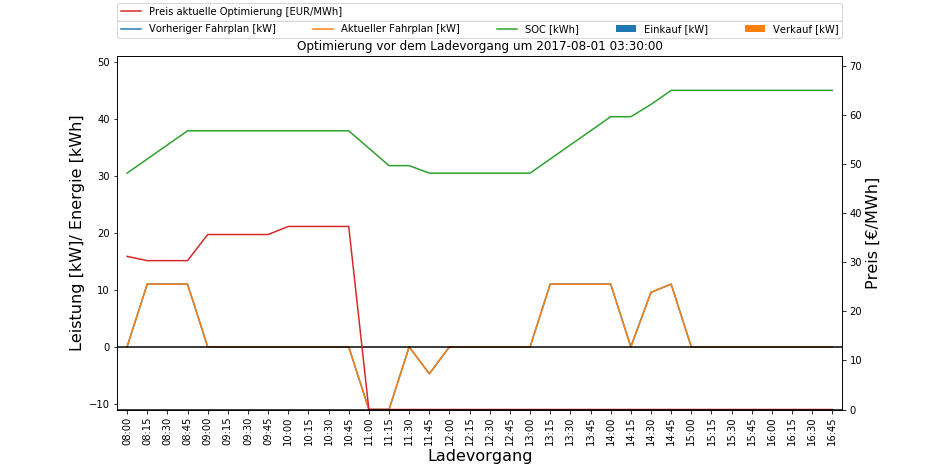 Preis aktuelle Optimierung [EUR/MWh]
Vorheriger Fahrplan [kW] Aktueller Fahrplan [kW] SOC [kWh] Einkauf [kW] Verkauf [kW]
Optimierung vor dem Ladevorgang um 2017-08-01 03:30:00
Leistung [kW]/ Energie [kWh]
50
40
30
20
10
0
−10
70
60
50
40
30
20
10
0
Preis [€/MWh]
08:00 08:15 08:30 08:45 09:00 09:15 09:30 09:45 10:00 10:15 10:30 10:45 11:00 11:15 11:30 11:45 12:00 12:15 12:30 12:45 13:00 13:15 13:30 13:45 14:00 14:15 14:30 14:45 15:00 15:15 15:30 15:45 16:00 16:15 16:30 16:45
Ladevorgang